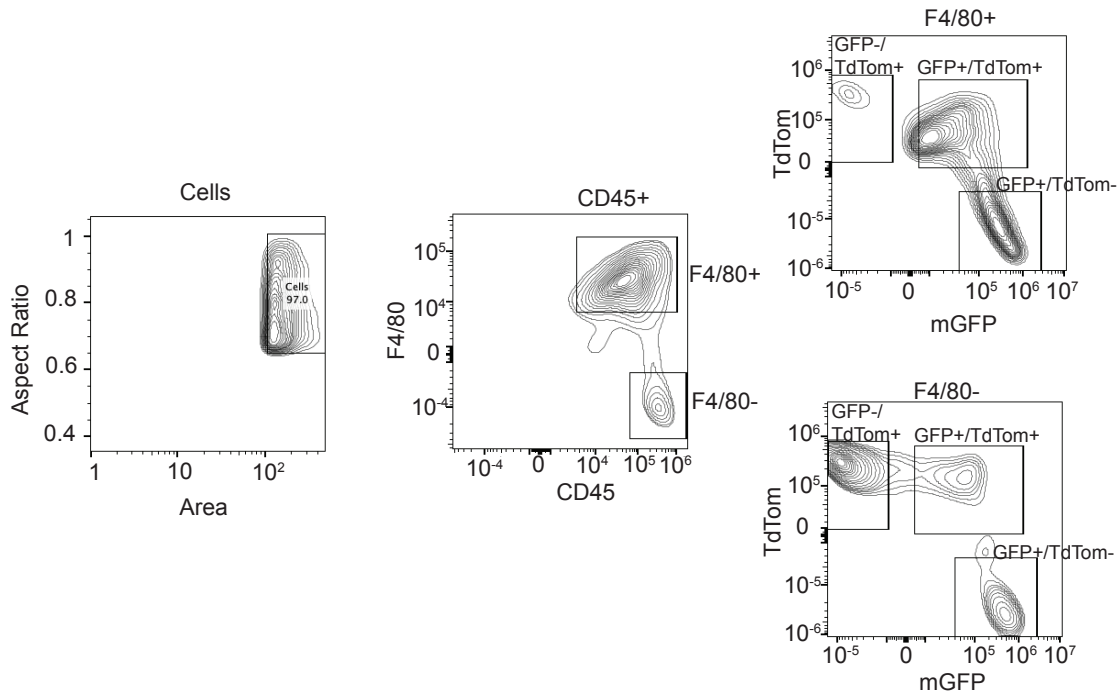 Cells
1
0.8
0.6
0.4
Aspect Ratio
Cells
97.0
1
10
10²
Area
CD45+
10⁵
10⁴
0
10⁻⁴
F4/80
F4/80+
F4/80-
10⁻⁴
0
10⁴
10⁵
10⁶
CD45
F4/80+
GFP-/
TdTom+
GFP+/TdTom+
GFP+/TdTom-
10⁶
10⁵
0
10⁻⁵
10⁻⁶
TdTom
10⁻⁵
0
10⁵
10⁶
10⁷
mGFP
F4/80-
GFP-/
TdTom+
GFP+/TdTom+
GFP+/TdTom-
10⁶
10⁵
0
10⁻⁵
10⁻⁶
TdTom
10⁻⁵
0
10⁵
10⁶
10⁷
mGFP